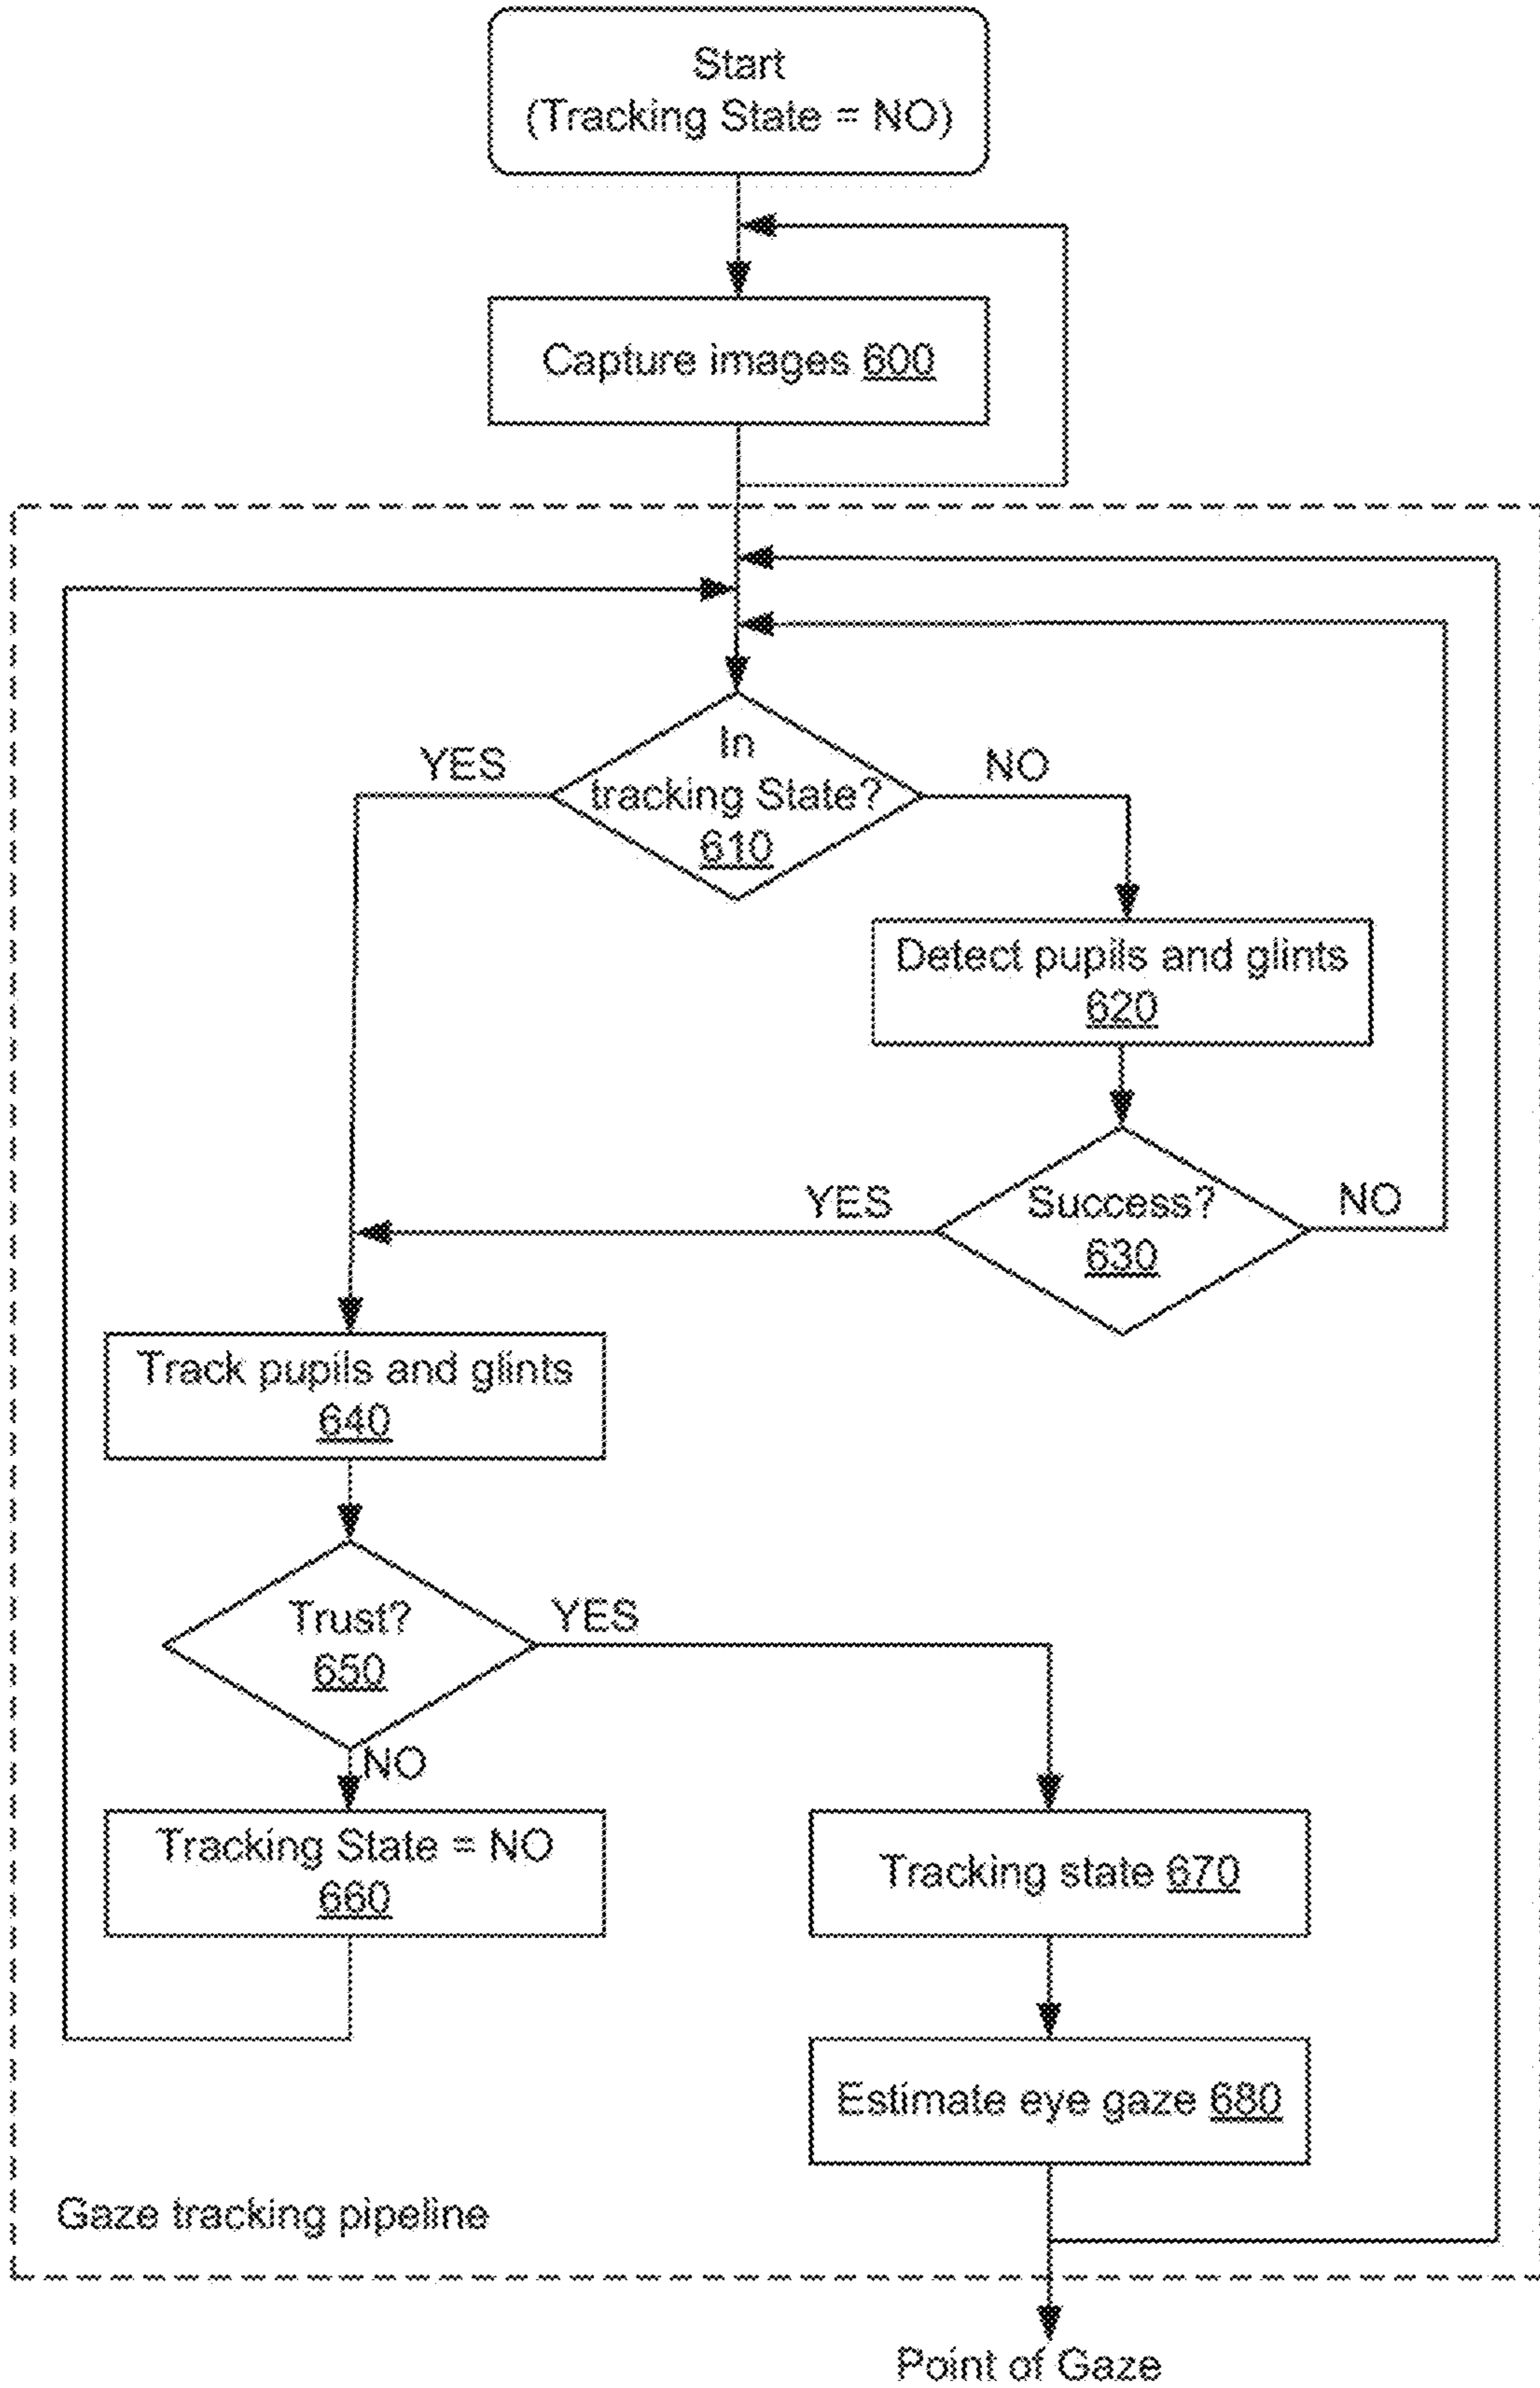 Start
(Tracking State = NO)
Capture images 600
In
tracking State?
610
YES
NO
Detect pupils and glints
620
Success?
630
YES
NO
Track pupils and glints
640
Trust?
650
YES
NO
Tracking State = NO
660
Tracking state 670
Estimate eye gaze 680
Gaze tracking pipeline
Point of Gaze